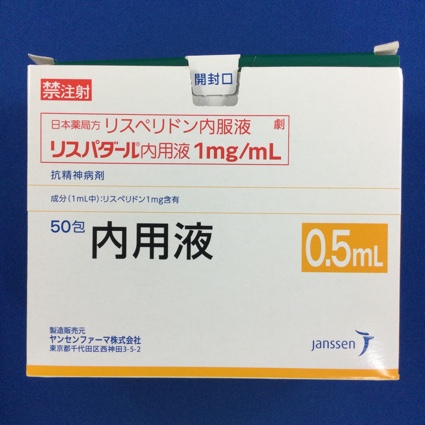 開封口
禁注射
日本薬局方 リスペリドン内服液 劇
リスパダール®内用液 1mg/mL
抗精神病剤
成分(1mL中):リスペリドン1mg含有
50包 内用液 0.5mL
製造販売元
ヤンセンファーマ株式会社
東京都千代田区西神田3-5-2
janssen